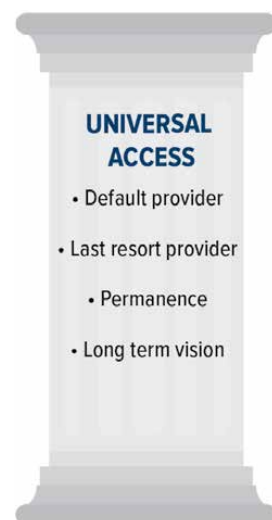 UNIVERSAL
ACCESS
• Default provider
• Last resort provider
• Permanence
• Long term vision